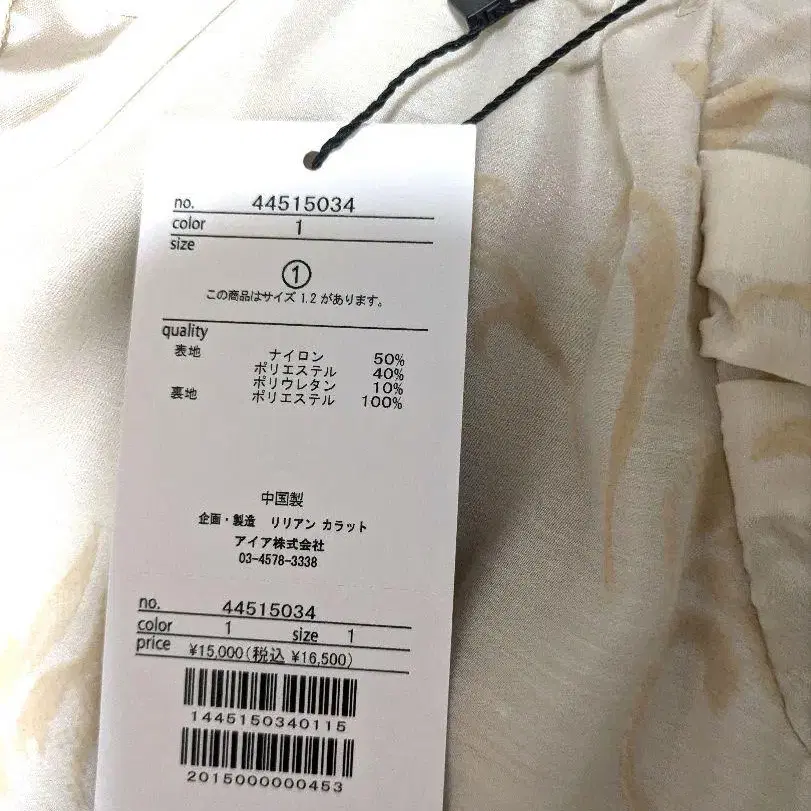 no. 44515034
color 1
size
①
この商品はサイズ 1.2 があります。
quality
表地 ナイロン 50%
ポリエステル 40%
ポリウレタン 10%
裏地 ポリエステル 100%
中国製
企画・製造 リリアン カラット
アイア株式会社
03-4578-3338
no. 44515034
color 1 size 1
price ¥15,000(税込 ¥16,500)
1445150340115
2015000000453